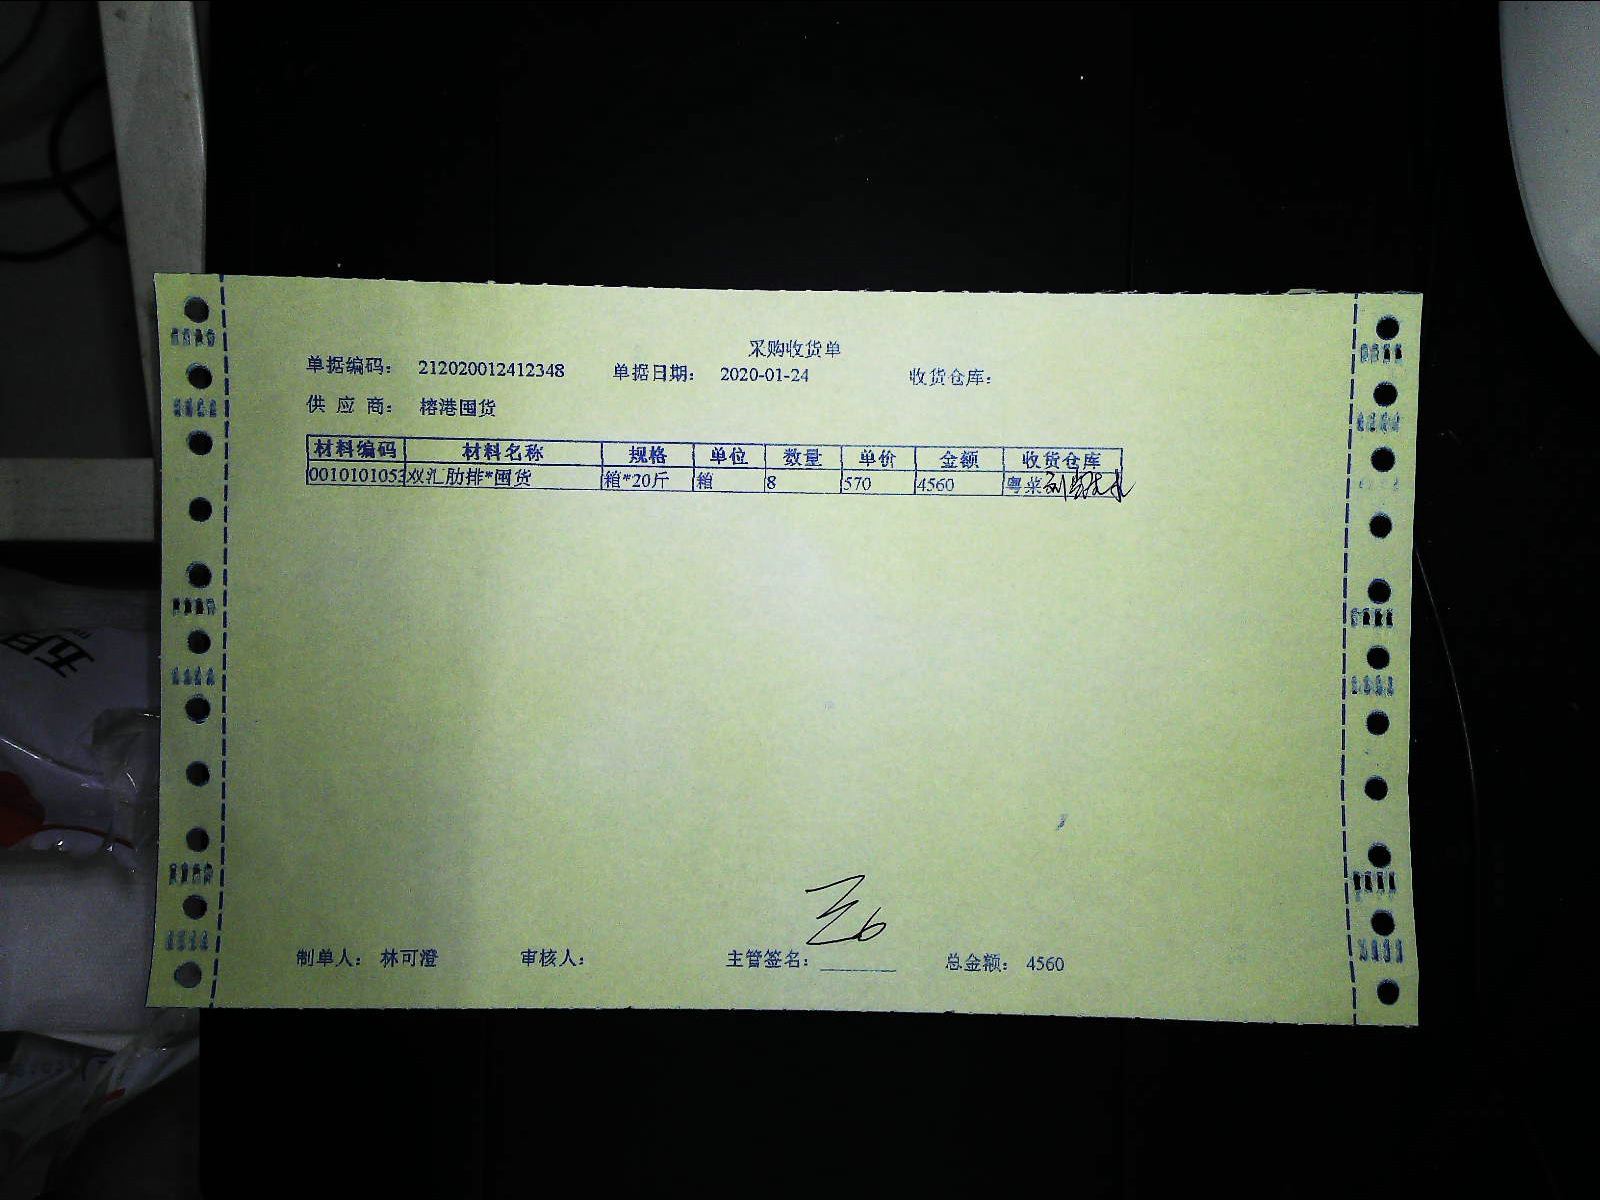 采购收货单
单据编码： 212020012412348 单据日期： 2020-01-24 收货仓库：
供 应 商： 榕港囤货
材料编码 材料名称 规格 单位 数量 单价 金额 收货仓库
0010101053 双汇肋排*囤货 箱*20斤 箱 8 570 4560 粤菜
制单人： 林可澄 审核人： 主管签名： 总金额： 4560